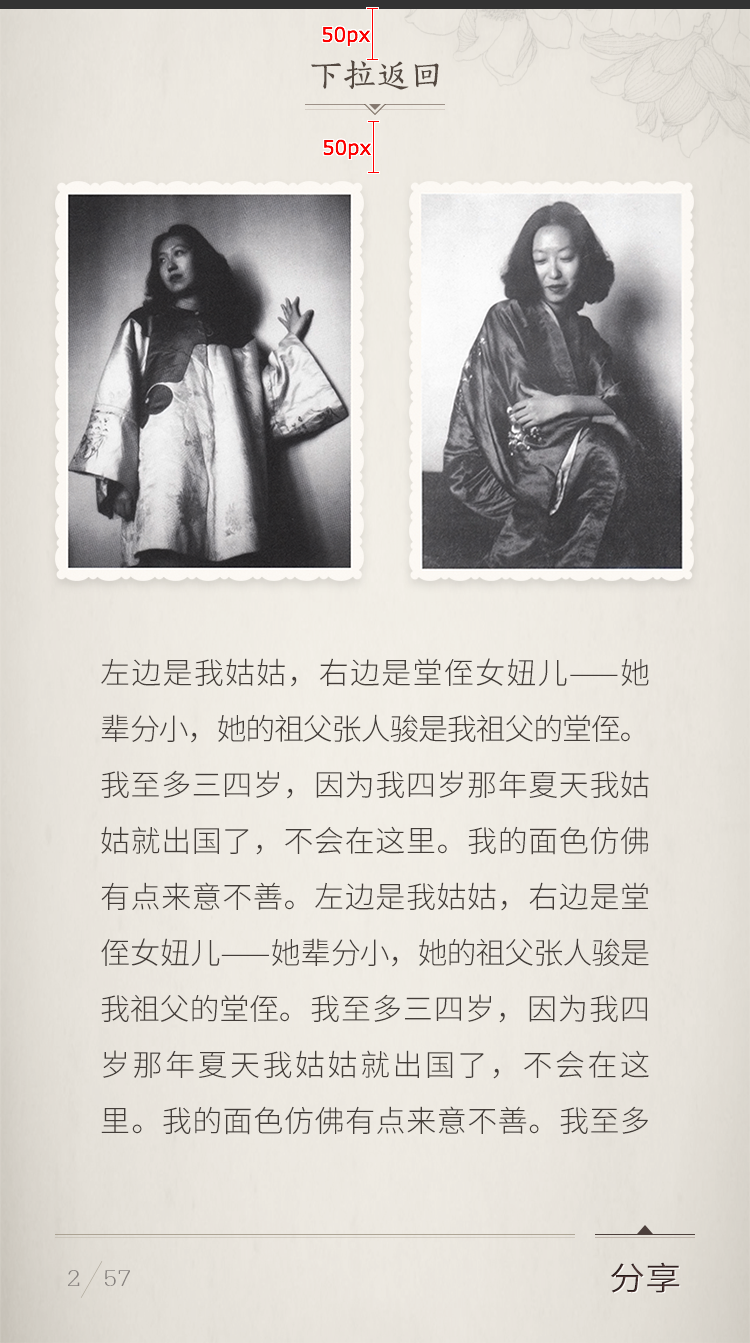 50px
下拉返回
50px
左边是我姑姑，右边是堂侄女妞儿——她
辈分小，她的祖父张人骏是我祖父的堂侄。
我至多三四岁，因为我四岁那年夏天我姑
姑就出国了，不会在这里。我的面色仿佛
有点来意不善。左边是我姑姑，右边是堂
侄女妞儿——她辈分小，她的祖父张人骏是
我祖父的堂侄。我至多三四岁，因为我四
岁那年夏天我姑姑就出国了，不会在这
里。我的面色仿佛有点来意不善。我至多
2/57
分享